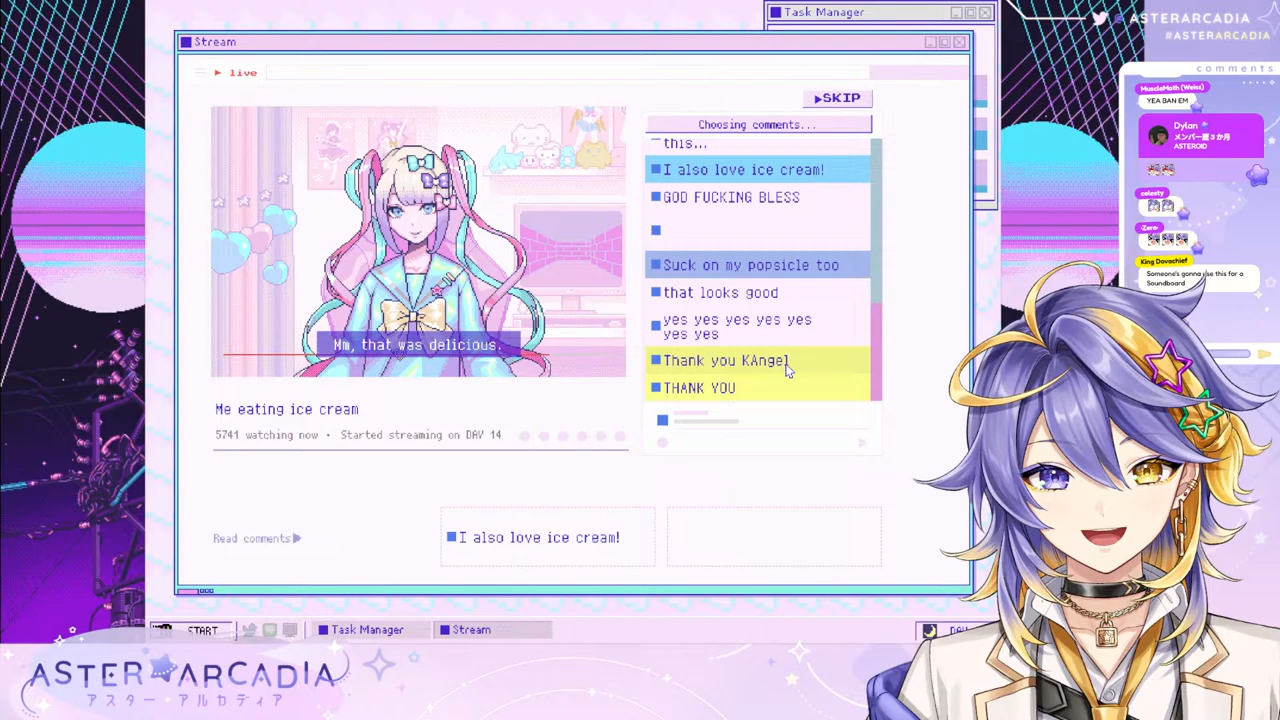 Task Manager
Stream
live
▶SKIP
Choosing comments...
this...
I also love ice cream!
GOD FUCKING BLESS
Suck on my popsicle too
that looks good
yes yes yes yes yes
yes yes
Thank you KAngel
THANK YOU
Mm, that was delicious.
Me eating ice cream
5741 watching now • Started streaming on DAY 14
Read comments▶
I also love ice cream!
START
Task Manager
Stream
DAY
ASTER ARCADIA
アスター・アルカディア
@ASTERARCADIA
#ASTERARCADIA
comments
MuscleMoth (Weiss)
YEA BAN EM
Dylan
メンバー歴 3 か月
ASTEROID
celesty
-Zero-
King Dovachief
Someone's gonna use this for a
Soundboard